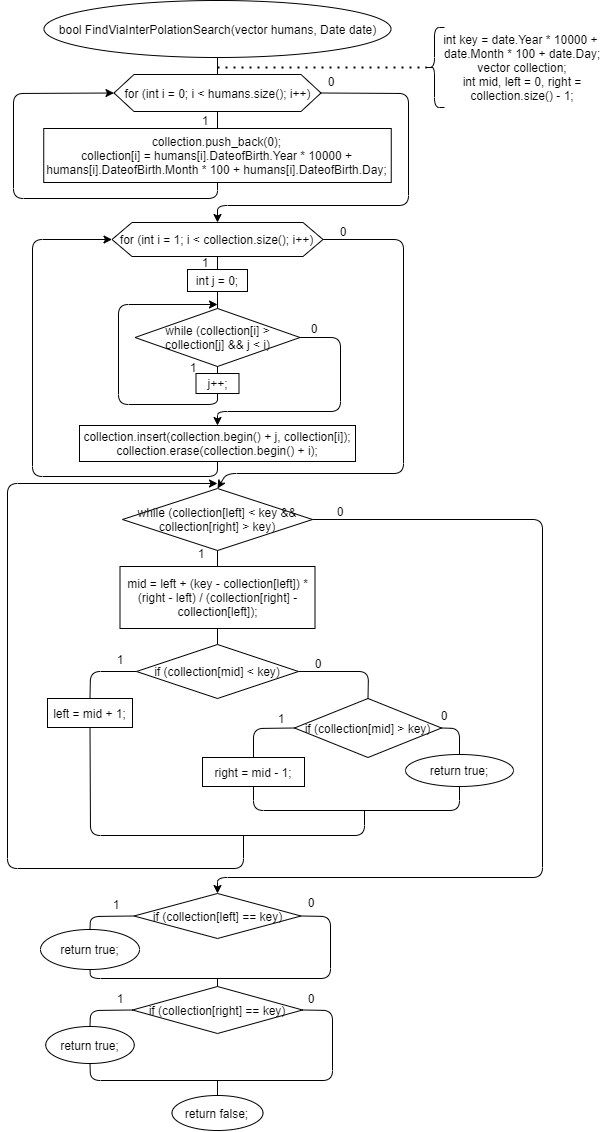 bool FindViaInterPolationSearch(vector humans, Date date)
int key = date.Year * 10000 +
date.Month * 100 + date.Day;
vector collection;
int mid, left = 0, right =
collection.size() - 1;
for (int i = 0; i < humans.size(); i++)
0
1
collection.push_back(0);
collection[i] = humans[i].DateofBirth.Year * 10000 +
humans[i].DateofBirth.Month * 100 + humans[i].DateofBirth.Day;
for (int i = 1; i < collection.size(); i++)
0
1
int j = 0;
while (collection[i] >
collection[j] && j < i)
0
1
j++;
collection.insert(collection.begin() + j, collection[i]);
collection.erase(collection.begin() + i);
while (collection[left] < key &&
collection[right] > key)
0
1
mid = left + (key - collection[left]) *
(right - left) / (collection[right] -
collection[left]);
1
if (collection[mid] < key)
0
left = mid + 1;
1
if (collection[mid] > key)
0
right = mid - 1;
return true;
1
if (collection[left] == key)
0
return true;
1
if (collection[right] == key)
0
return true;
return false;